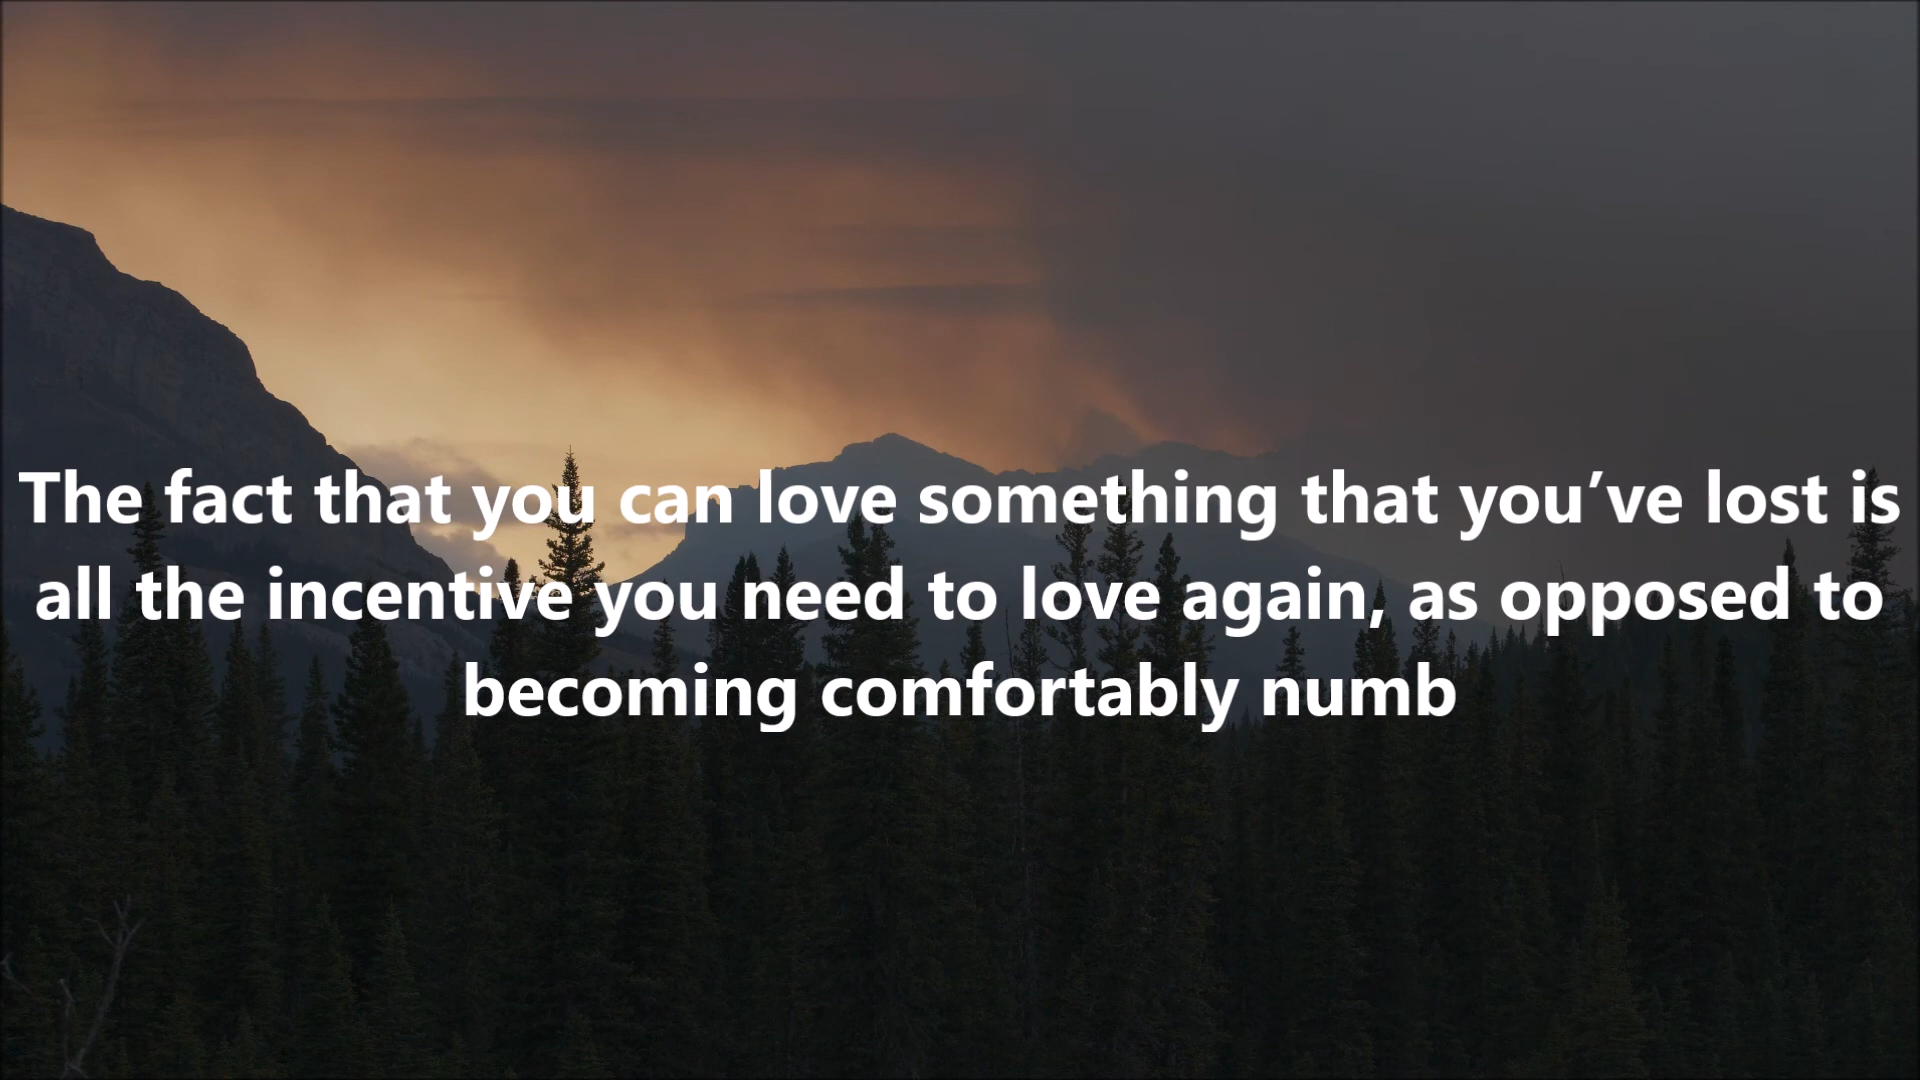 The fact that you can love something that you’ve lost is
all the incentive you need to love again, as opposed to
becoming comfortably numb